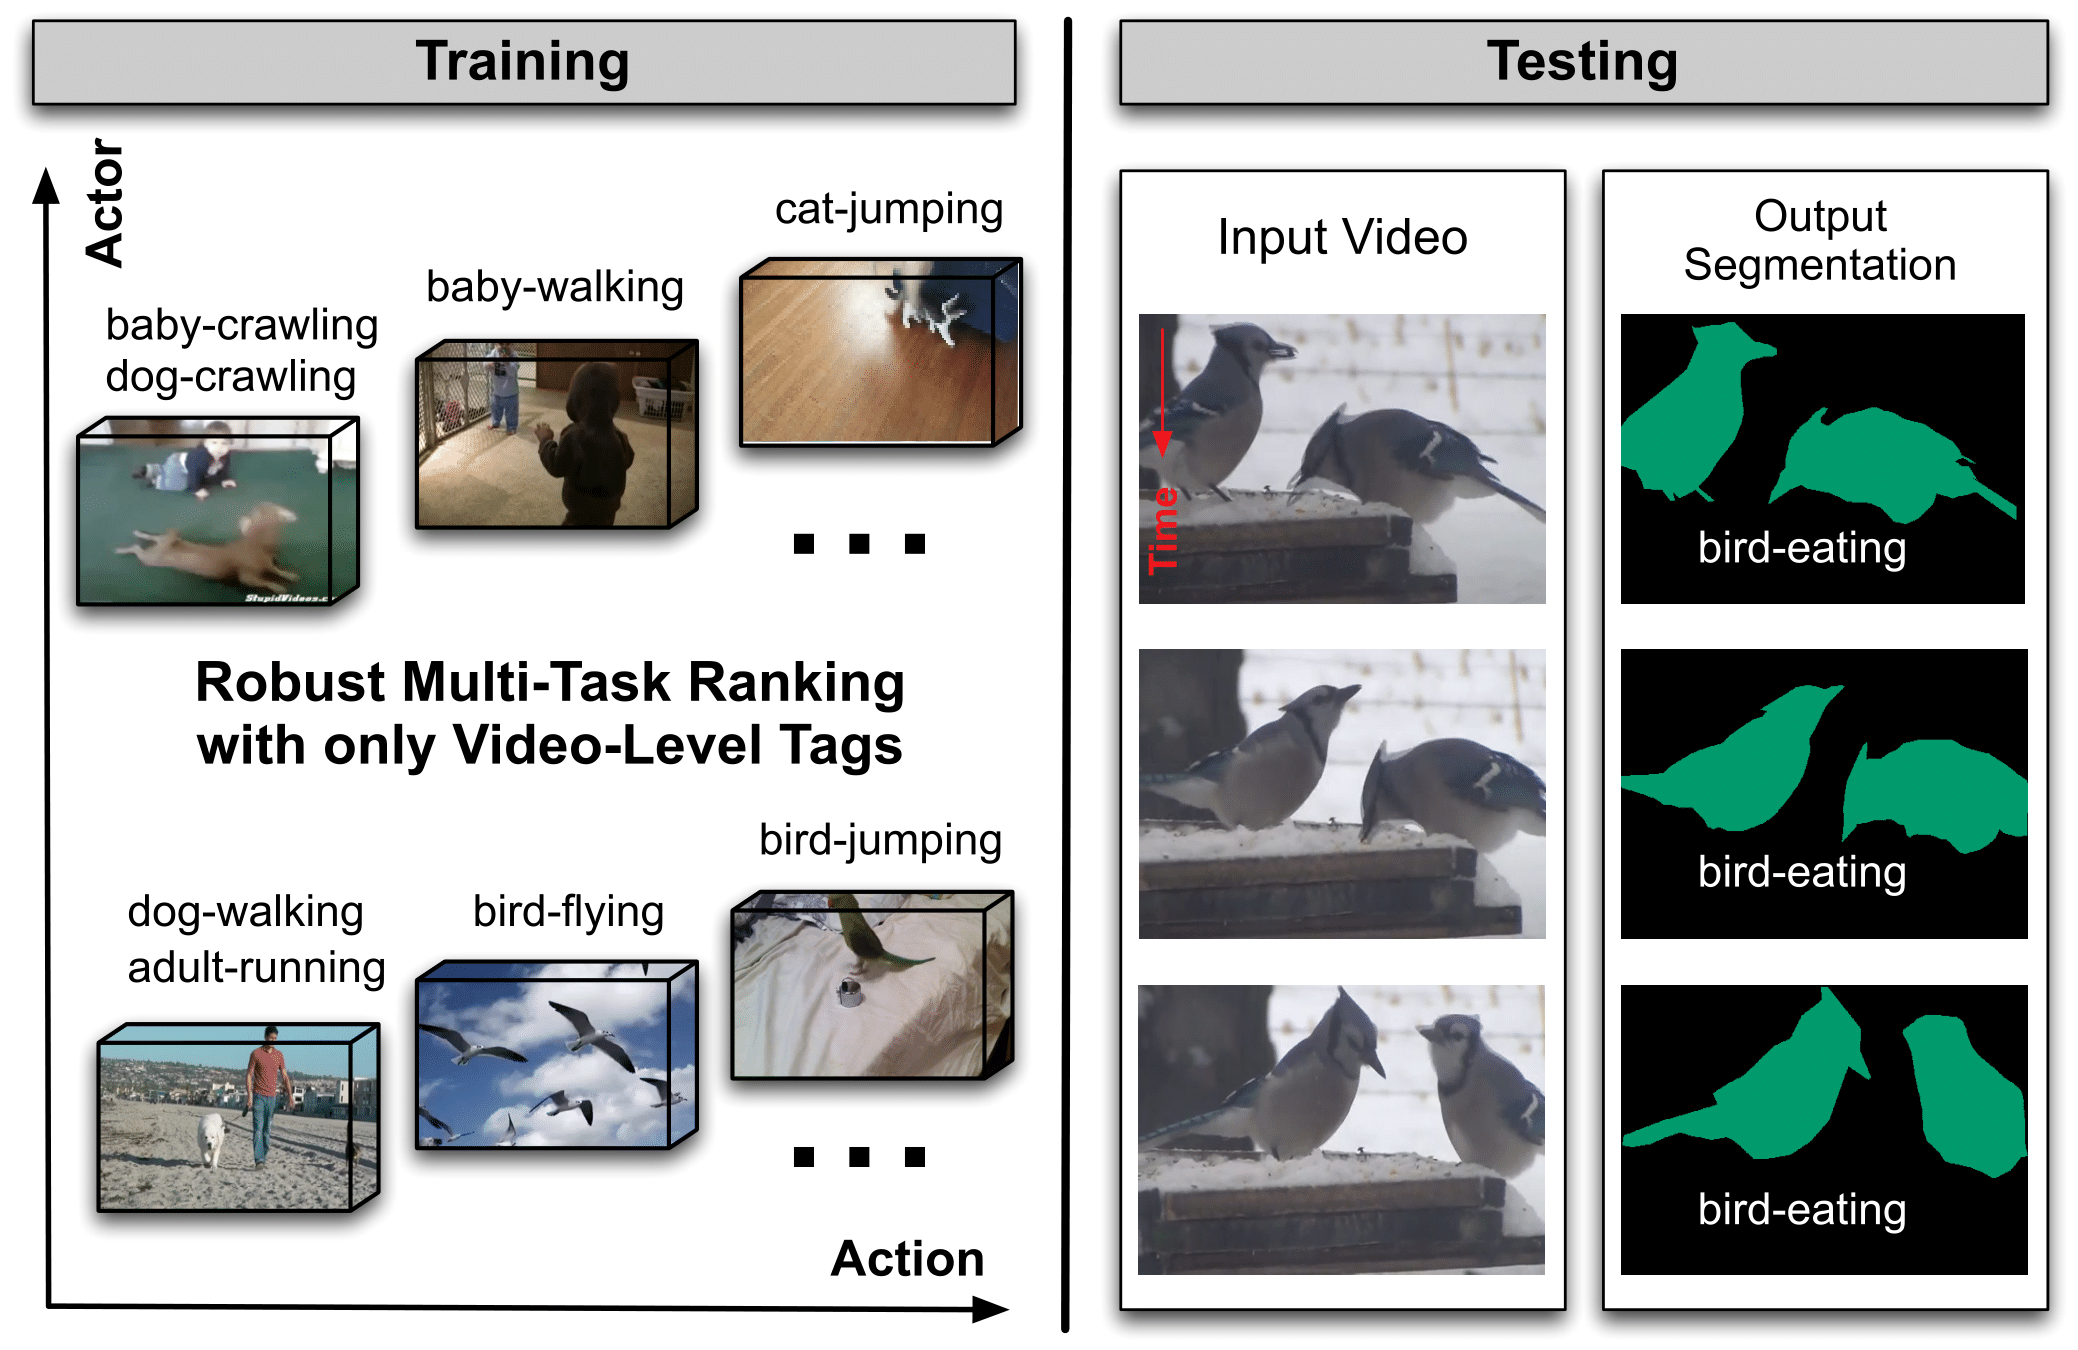 Training
Actor
cat-jumping
baby-walking
baby-crawling
dog-crawling
StupidVideos.c
Robust Multi-Task Ranking
with only Video-Level Tags
bird-jumping
dog-walking
bird-flying
adult-running
Action
Testing
Input Video
Time
Output
Segmentation
bird-eating
bird-eating
bird-eating